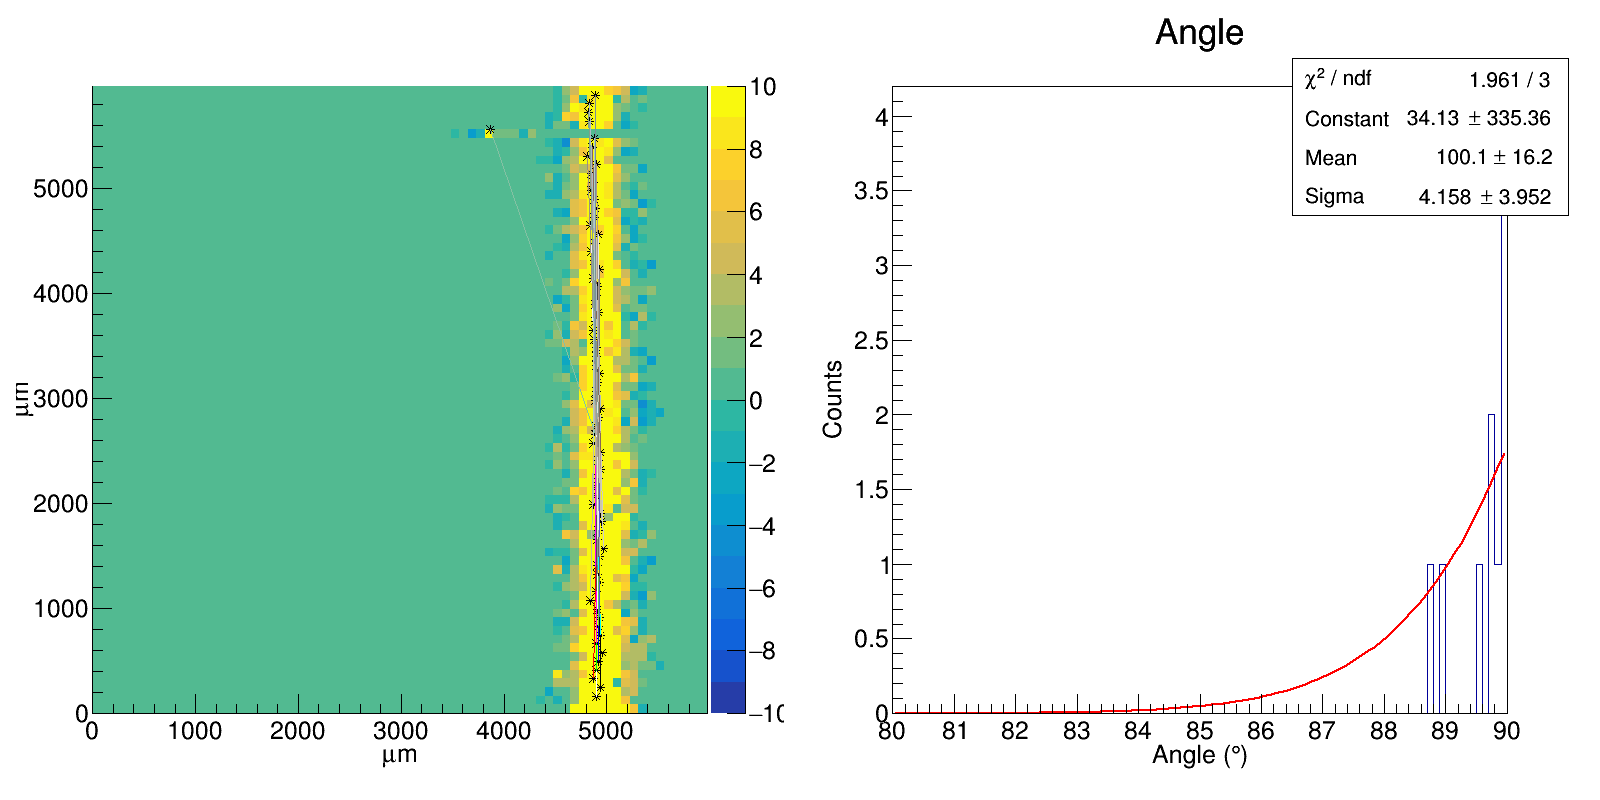 Angle
χ² / ndf 1.961 / 3
Constant 34.13 ± 335.36
Mean 100.1 ± 16.2
Sigma 4.158 ± 3.952
10
8
6
4
2
0
−2
−4
−6
−8
−10
5000
4000
3000
2000
1000
0
μm
0 1000 2000 3000 4000 5000
μm
4
3.5
3
2.5
2
1.5
1
0.5
0
Counts
80 81 82 83 84 85 86 87 88 89 90
Angle (°)